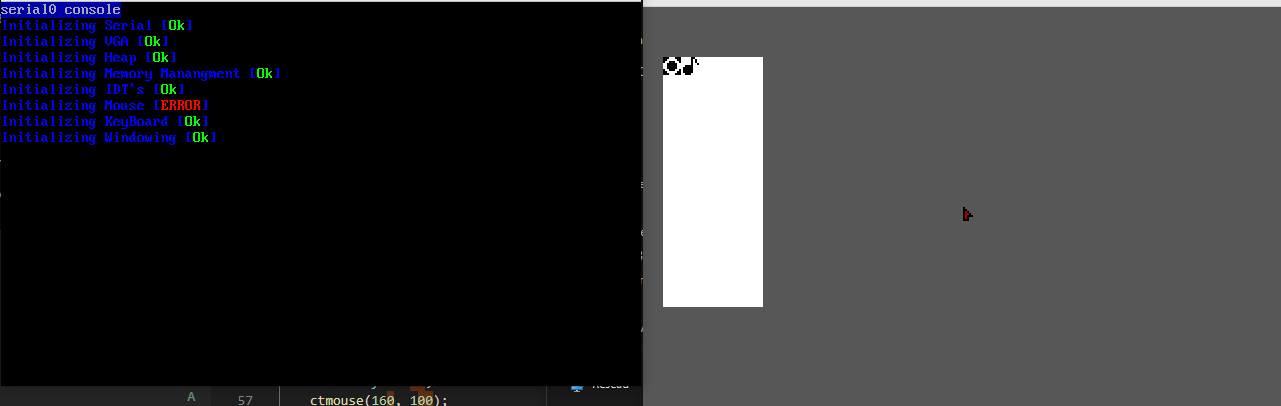 serial0 console
Initializing Serial [Ok]
Initializing VGA [Ok]
Initializing Heap [Ok]
Initializing Memory Manangment [Ok]
Initializing IDT's [Ok]
Initializing Mouse [ERROR]
Initializing KeyBoard [Ok]
Initializing Windowing [Ok]
A
57 ctmouse(160, 100);